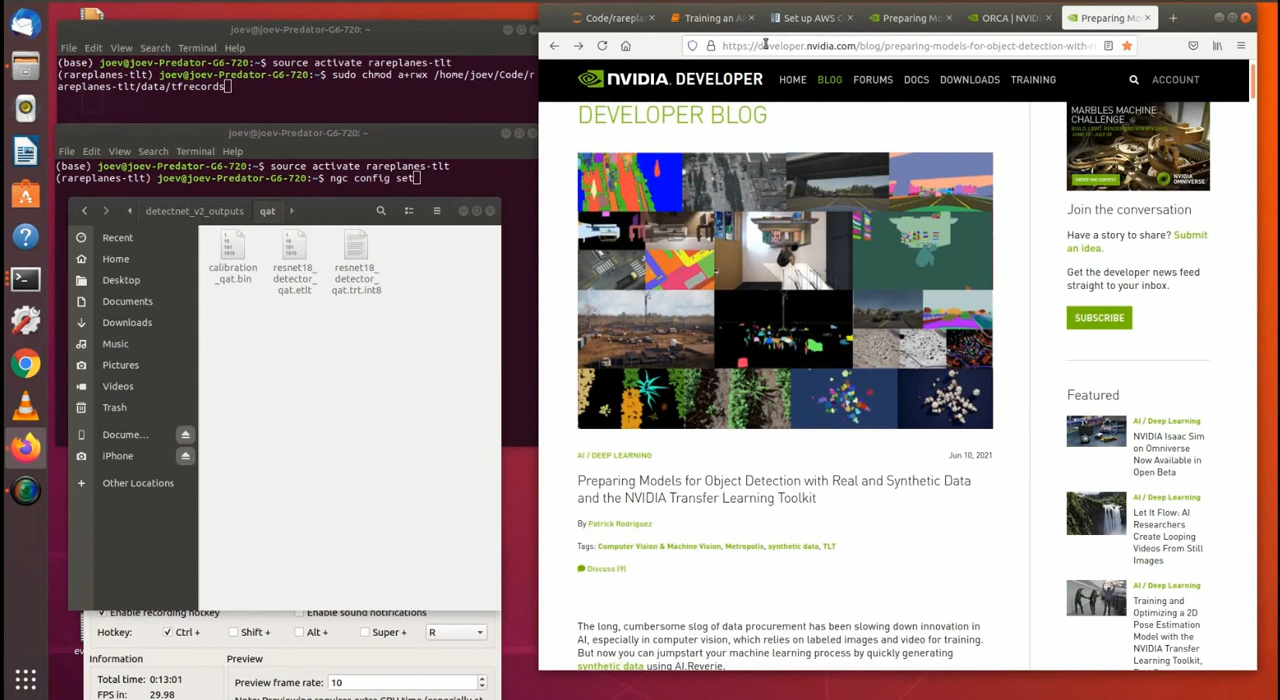 joev@joev-Predator-G6-720: ~
File Edit View Search Terminal Help
(base) joev@joev-Predator-G6-720:~$ source activate rareplanes-tlt
(rareplanes-tlt) joev@joev-Predator-G6-720:~$ sudo chmod a+rwx /home/joev/Code/r
areplanes-tlt/data/tfrecords
joev@joev-Predator-G6-720: ~
File Edit View Search Terminal Help
(base) joev@joev-Predator-G6-720:~$ source activate rareplanes-tlt
(rareplanes-tlt) joev@joev-Predator-G6-720:~$ ngc config set
detectnet_v2_outputs qat
Recent
Home
Desktop
Documents
Downloads
Music
Pictures
Videos
Trash
Docume...
iPhone
Other Locations
calibration
_qat.bin
resnet18_
detector_
qat.etlt
resnet18_
detector_
qat.trt.int8
Enable recording hotkey Enable sound notifications
Hotkey: Ctrl + Shift + Alt + Super + R
Information Preview
Total time: 0:13:01 Preview frame rate: 10
FPS in: 29.98
Code/rarepla Training an AI Set up AWS C Preparing Mo ORCA | NVIDI Preparing Mo
https://developer.nvidia.com/blog/preparing-models-for-object-detection-with-re
NVIDIA DEVELOPER HOME BLOG FORUMS DOCS DOWNLOADS TRAINING ACCOUNT
DEVELOPER BLOG
AI / DEEP LEARNING Jun 10, 2021
Preparing Models for Object Detection with Real and Synthetic Data
and the NVIDIA Transfer Learning Toolkit
By Patrick Rodriguez
Tags: Computer Vision & Machine Vision, Metropolis, synthetic data, TLT
Discuss (9)
The long, cumbersome slog of data procurement has been slowing down innovation in
AI, especially in computer vision, which relies on labeled images and video for training.
But now you can jumpstart your machine learning process by quickly generating
synthetic data using AI.Reverie.
MARBLES MACHINE
CHALLENGE
ENTER THE CONTEST
NVIDIA
OMNIVERSE
Join the conversation
Have a story to share? Submit
an idea.
Get the developer news feed
straight to your inbox.
SUBSCRIBE
Featured
AI / Deep Learning
NVIDIA Isaac Sim
on Omniverse
Now Available in
Open Beta
AI / Deep Learning
Let It Flow: AI
Researchers
Create Looping
Videos From Still
Images
AI / Deep Learning
Training and
Optimizing a 2D
Pose Estimation
Model with the
NVIDIA Transfer
Learning Toolkit,